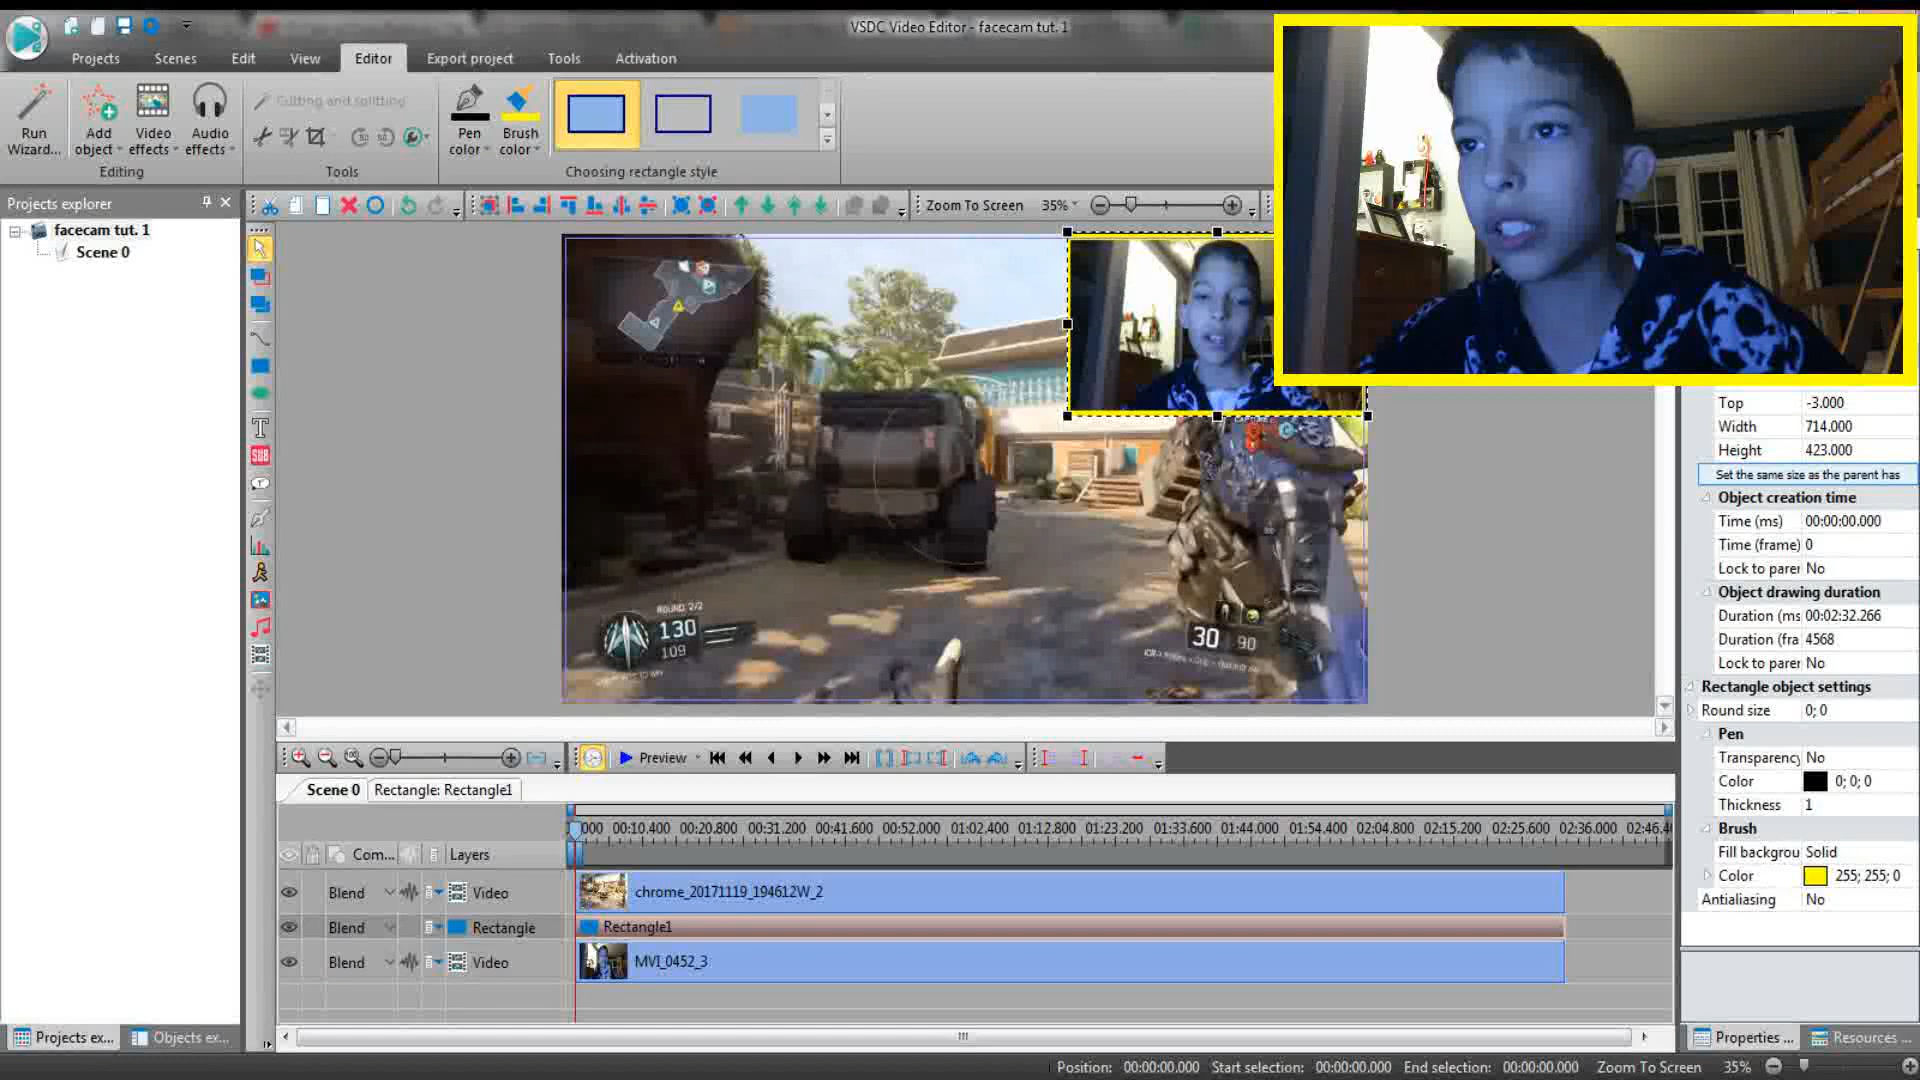 VSDC Video Editor - facecam tut. 1
Projects Scenes Edit View Editor Export project Tools Activation
Cutting and splitting
Run Wizard...
Add object
Video effects
Audio effects
Pen color
Brush color
Editing
Tools
Choosing rectangle style
Projects explorer
Zoom To Screen 35%
facecam tut. 1
Scene 0
SUB
Top -3.000
Width 714.000
Height 423.000
Set the same size as the parent has
Object creation time
Time (ms) 00:00:00.000
Time (frame) 0
Lock to parer No
Object drawing duration
Duration (ms 00:02:32.266
Duration (fra 4568
Lock to parer No
Rectangle object settings
Round size 0; 0
Pen
Transparency No
Color 0; 0; 0
Thickness 1
Brush
Fill backgrou Solid
Color 255; 255; 0
Antialiasing No
ROUND 2/2
130
109
30 90
Preview
Scene 0 Rectangle: Rectangle1
000 00:10.400 00:20.800 00:31.200 00:41.600 00:52.000 01:02.400 01:12.800 01:23.200 01:33.600 01:44.000 01:54.400 02:04.800 02:15.200 02:25.600 02:36.000 02:46.4
Com... Layers
Blend Video chrome_20171119_194612W_2
Blend Rectangle Rectangle1
Blend Video MVI_0452_3
Projects ex... Objects ex...
Properties ... Resources ...
Position: 00:00:00.000 Start selection: 00:00:00.000 End selection: 00:00:00.000 Zoom To Screen 35%